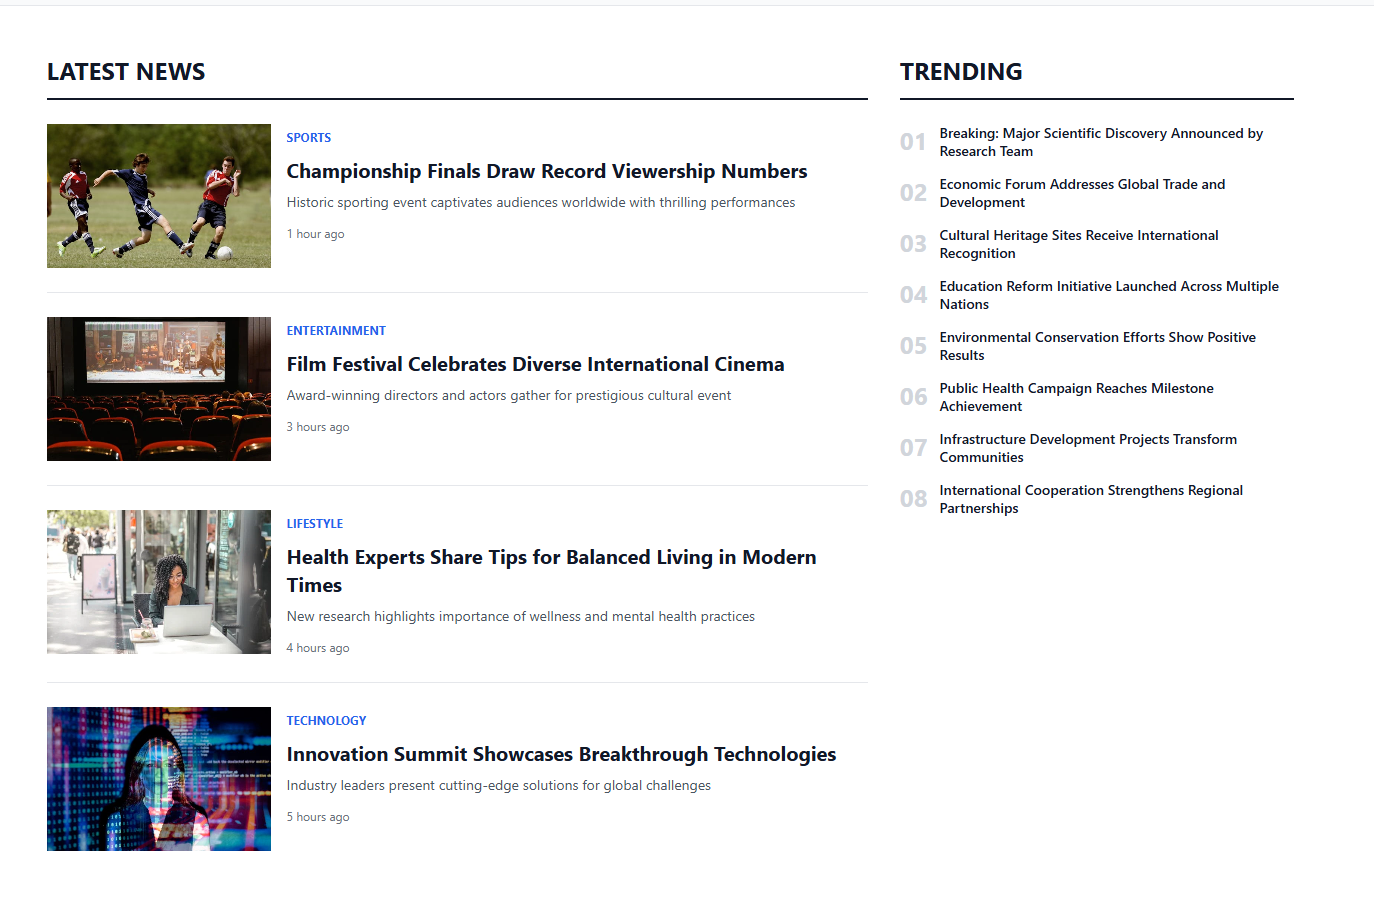 LATEST NEWS
SPORTS
Championship Finals Draw Record Viewership Numbers
Historic sporting event captivates audiences worldwide with thrilling performances
1 hour ago
ENTERTAINMENT
Film Festival Celebrates Diverse International Cinema
Award-winning directors and actors gather for prestigious cultural event
3 hours ago
LIFESTYLE
Health Experts Share Tips for Balanced Living in Modern
Times
New research highlights importance of wellness and mental health practices
4 hours ago
TECHNOLOGY
Innovation Summit Showcases Breakthrough Technologies
Industry leaders present cutting-edge solutions for global challenges
5 hours ago
TRENDING
01
Breaking: Major Scientific Discovery Announced by
Research Team
02
Economic Forum Addresses Global Trade and
Development
03
Cultural Heritage Sites Receive International
Recognition
04
Education Reform Initiative Launched Across Multiple
Nations
05
Environmental Conservation Efforts Show Positive
Results
06
Public Health Campaign Reaches Milestone
Achievement
07
Infrastructure Development Projects Transform
Communities
08
International Cooperation Strengthens Regional
Partnerships